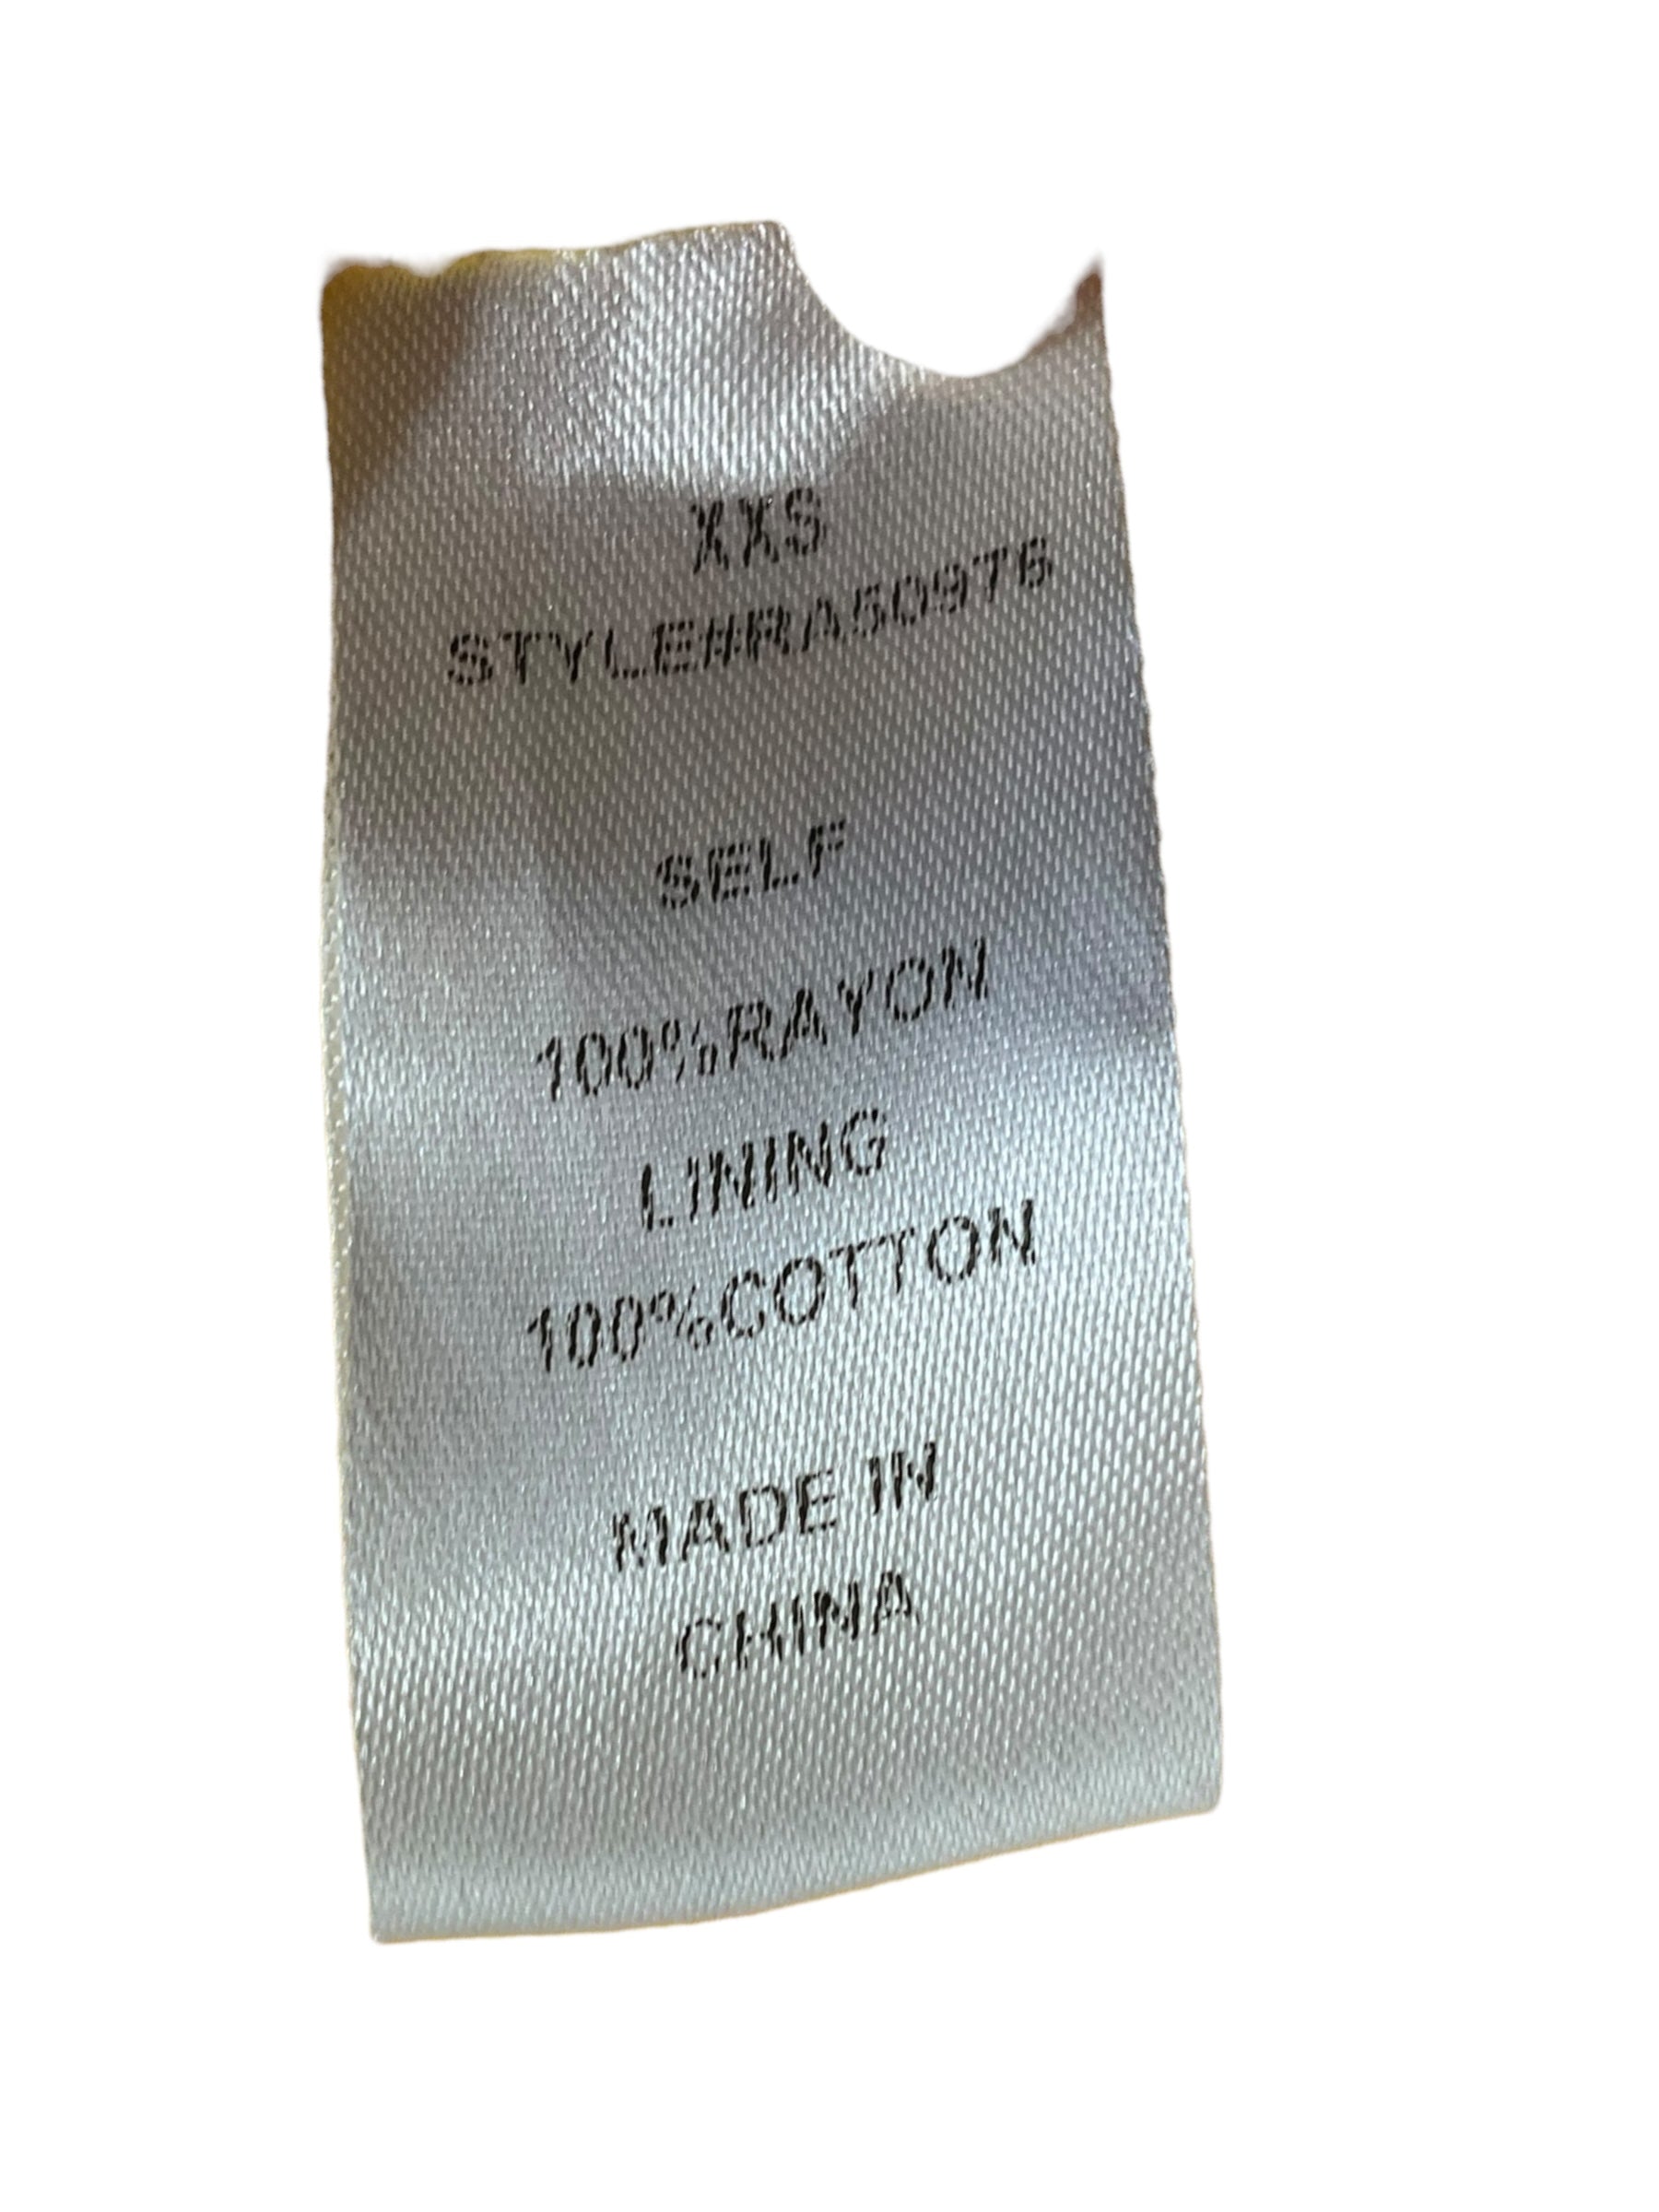 XXS
STYLE#RA50976
SELF
100%RAYON
LINING
100%COTTON
MADE IN
CHINA